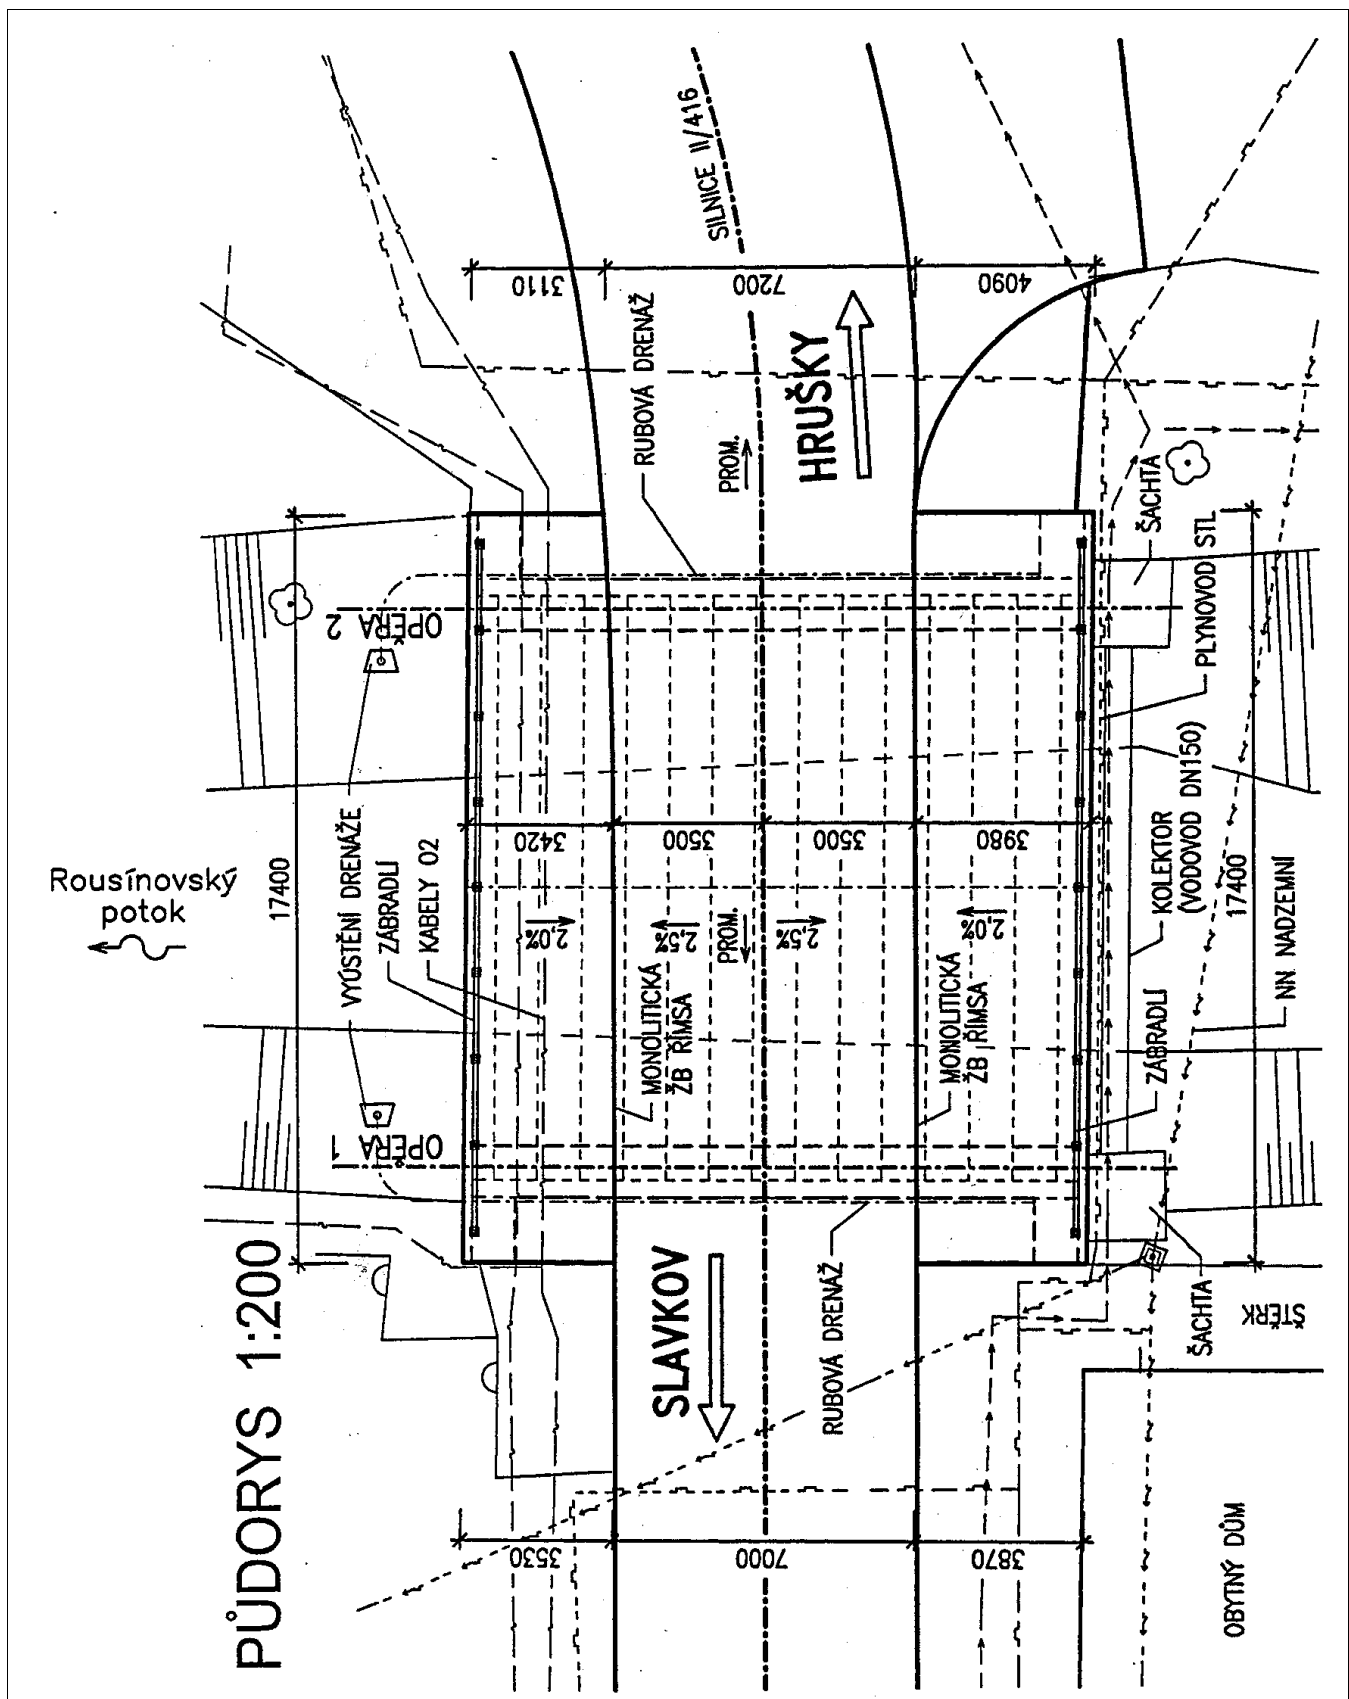 PŮDORYS 1:200
SILNICE II/416
3110
7200
4090
RUBOVÁ DRENÁŽ
HRUŠKY
PROM.
ŠACHTA
PLYNOVOD STL
OPĚRA 2
17400
Rousínovský
potok
VYÚSTĚNÍ DRENÁŽE
ZÁBRADLÍ
KABELY O2
3420
3500
3500
3980
2,0%
2,5%
PROM.
2,5%
2,0%
KOLEKTOR
(VODOVOD DN150)
17400
NN NADZEMNÍ
MONOLITICKÁ
ŽB ŘÍMSA
MONOLITICKÁ
ŽB ŘÍMSA
ZÁBRADLÍ
OPĚRA 1
SLAVKOV
RUBOVÁ DRENÁŽ
ŠACHTA
ŠTĚRK
3530
7000
3870
OBYTNÝ DŮM